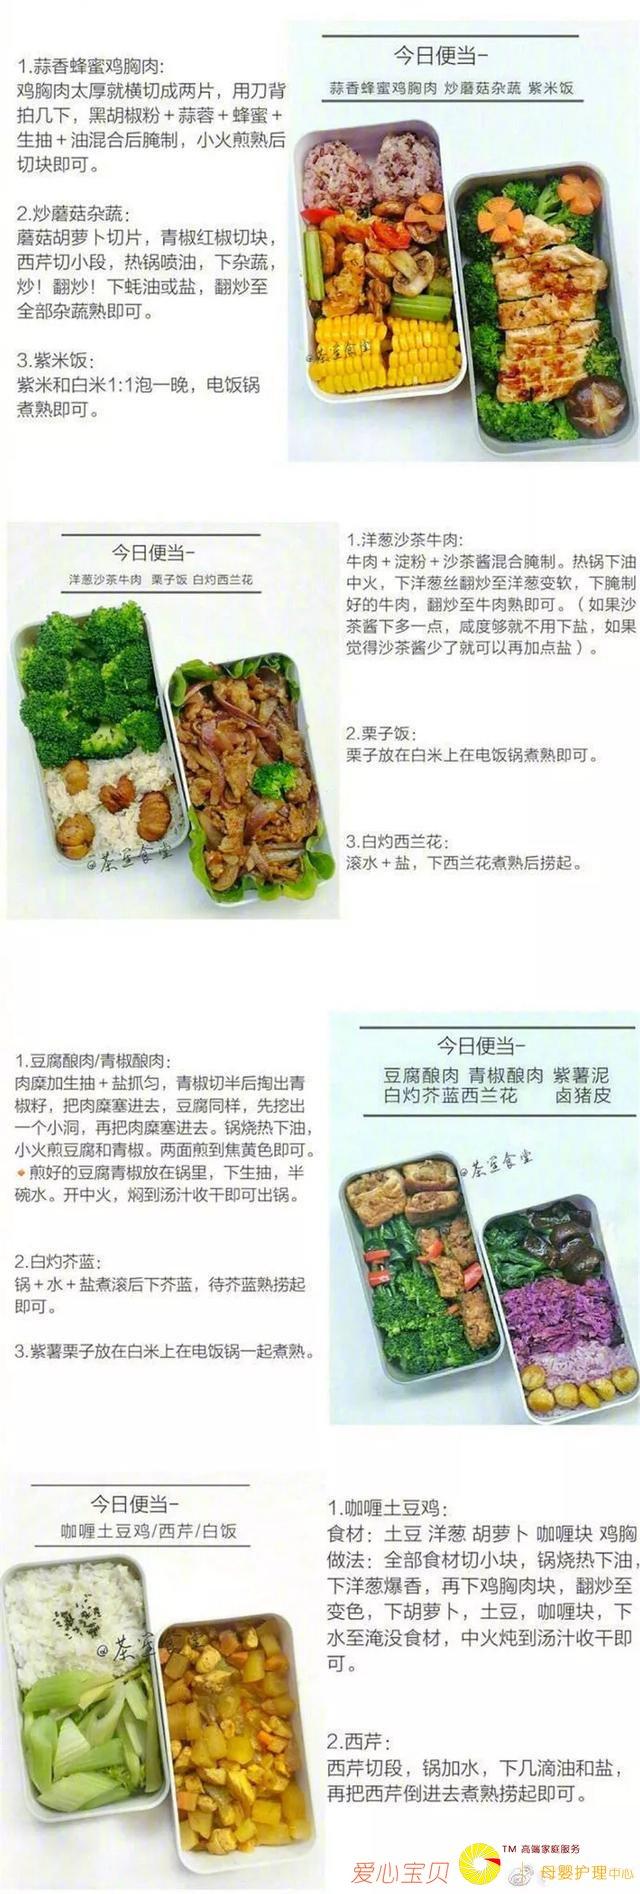 今日便当-
蒜香蜂蜜鸡胸肉 炒蘑菇杂蔬 紫米饭
1.蒜香蜂蜜鸡胸肉:
鸡胸肉太厚就横切成两片，用刀背
拍几下，黑胡椒粉＋蒜蓉＋蜂蜜＋
生抽＋油混合后腌制，小火煎熟后
切块即可。
2.炒蘑菇杂蔬:
蘑菇胡萝卜切片，青椒红椒切块，
西芹切小段，热锅喷油，下杂蔬，
炒！翻炒！下蚝油或盐，翻炒至
全部杂蔬熟即可。
3.紫米饭:
紫米和白米1:1泡一晚，电饭锅
煮熟即可。
@茶室食堂
今日便当-
洋葱沙茶牛肉 栗子饭 白灼西兰花
@茶室食堂
1.洋葱沙茶牛肉:
牛肉＋淀粉＋沙茶酱混合腌制。热锅下油
中火，下洋葱丝翻炒至洋葱变软，下腌制
好的牛肉，翻炒至牛肉熟即可。（如果沙
茶酱下多一点，咸度够就不用下盐，如果
觉得沙茶酱少了就可以再加点盐）。
2.栗子饭:
栗子放在白米上在电饭锅煮熟即可。
3.白灼西兰花:
滚水＋盐，下西兰花煮熟后捞起。
今日便当-
豆腐酿肉 青椒酿肉 紫薯泥
白灼芥蓝西兰花 卤猪皮
@茶室食堂
1.豆腐酿肉/青椒酿肉:
肉糜加生抽＋盐抓匀，青椒切半后掏出青
椒籽，把肉糜塞进去，豆腐同样，先挖出
一个小洞，再把肉糜塞进去。锅烧热下油，
小火煎豆腐和青椒。两面煎到焦黄色即可。
🔸煎好的豆腐青椒放在锅里，下生抽，半
碗水。开中火，焖到汤汁收干即可出锅。
2.白灼芥蓝:
锅＋水＋盐煮滚后下芥蓝，待芥蓝熟捞起
即可。
3.紫薯栗子放在白米上在电饭锅一起煮熟。
今日便当-
咖喱土豆鸡/西芹/白饭
@茶室食堂
1.咖喱土豆鸡:
食材：土豆 洋葱 胡萝卜 咖喱块 鸡胸
做法：全部食材切小块，锅烧热下油，
下洋葱爆香，再下鸡胸肉块，翻炒至
变色，下胡萝卜，土豆，咖喱块，下
水至淹没食材，中火炖到汤汁收干即
可。
2.西芹:
西芹切段，锅加水，下几滴油和盐，
再把西芹倒进去煮熟捞起即可。
爱心宝贝
TM 高端家庭服务
母婴护理中心